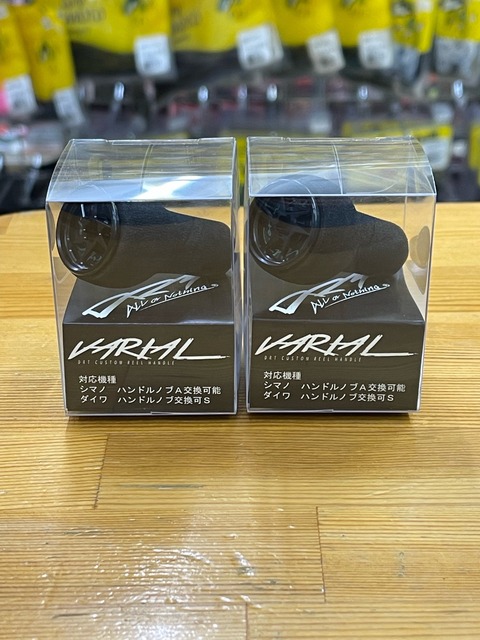 All or Nothing
VARIAL
DRT CUSTOM REEL HANDLE
対応機種
シマノ ハンドルノブA交換可能
ダイワ ハンドルノブ交換可S
All or Nothing
VARIAL
DRT CUSTOM REEL HANDLE
対応機種
シマノ ハンドルノブA交換可能
ダイワ ハンドルノブ交換可S